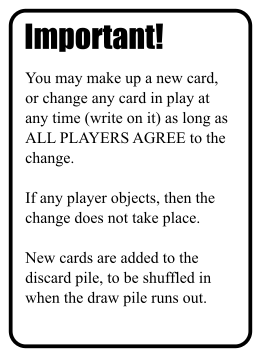 Important!
You may make up a new card,
or change any card in play at
any time (write on it) as long as
ALL PLAYERS AGREE to the
change.
If any player objects, then the
change does not take place.
New cards are added to the
discard pile, to be shuffled in
when the draw pile runs out.